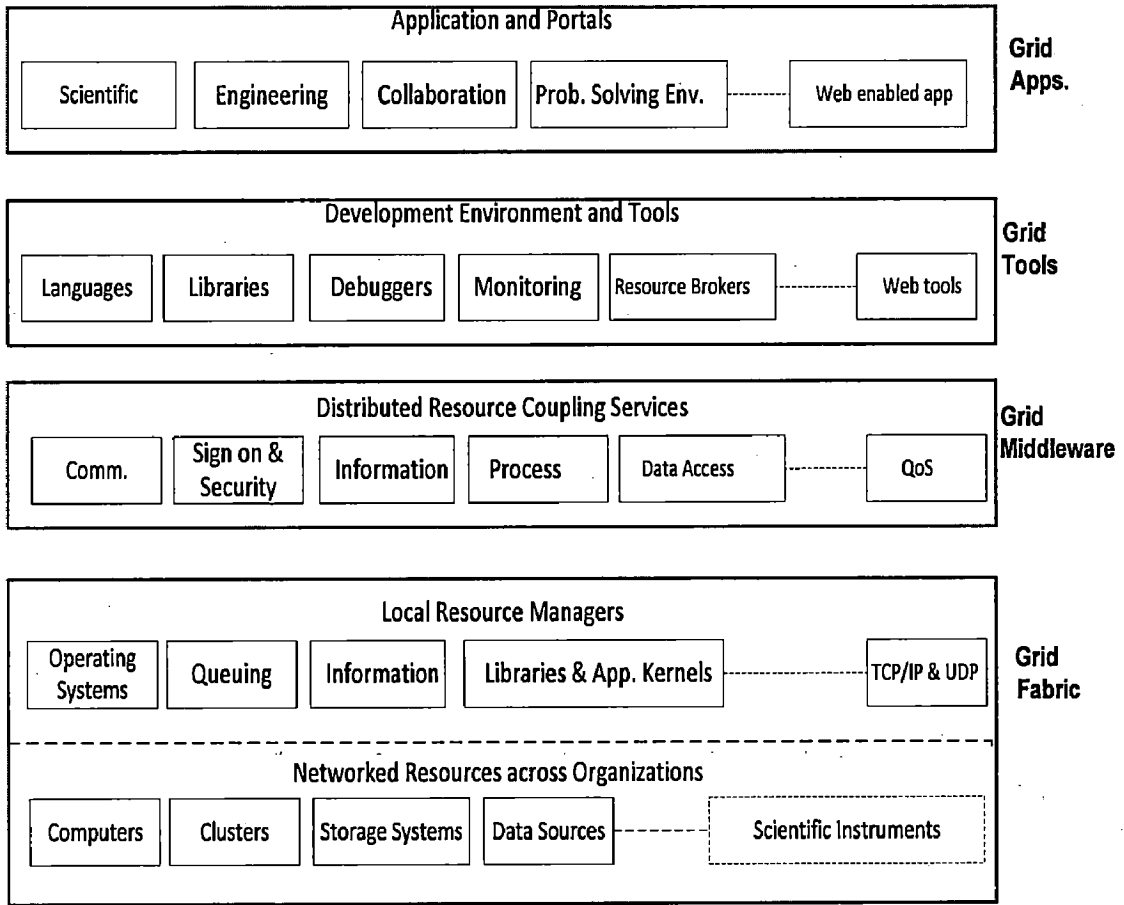 Application and Portals
Scientific
Engineering
Collaboration
Prob. Solving Env.
Web enabled app
Grid
Apps.
Development Environment and Tools
Languages
Libraries
Debuggers
Monitoring
Resource Brokers
Web tools
Grid
Tools
Distributed Resource Coupling Services
Comm.
Sign on &
Security
Information
Process
Data Access
QoS
Grid
Middleware
Local Resource Managers
Operating
Systems
Queuing
Information
Libraries & App. Kernels
TCP/IP & UDP
Grid
Fabric
Networked Resources across Organizations
Computers
Clusters
Storage Systems
Data Sources
Scientific Instruments